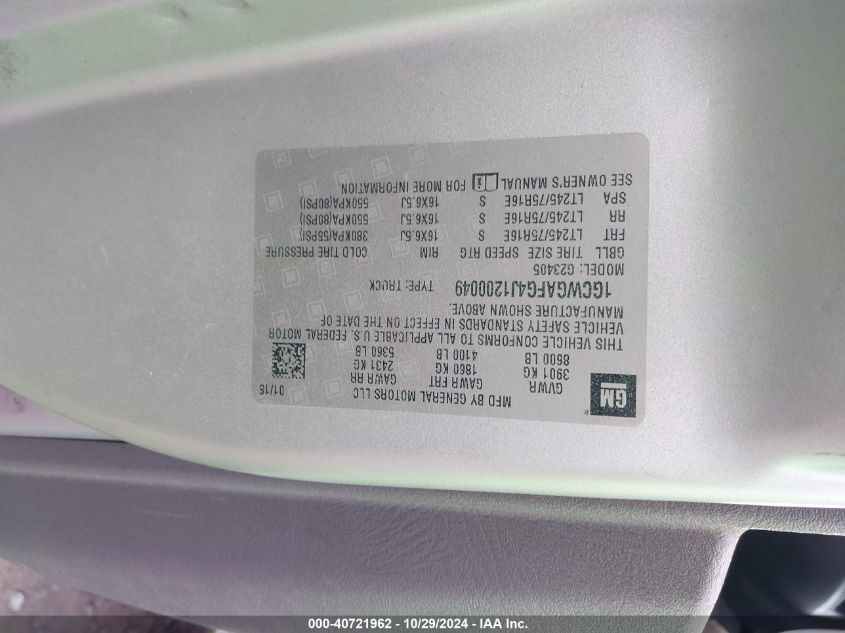 MFD BY GENERAL MOTORS LLC
01/18
GM
GVWR GAWR FRT GAWR RR
3901 KG 1860 KG 2431 KG
8600 LB 4100 LB 5360 LB
THIS VEHICLE CONFORMS TO ALL APPLICABLE U.S. FEDERAL MOTOR
VEHICLE SAFETY STANDARDS IN EFFECT ON THE DATE OF
MANUFACTURE SHOWN ABOVE.
1GCWGAFG4J1200049 TYPE: TRUCK
MODEL: G23405
GBLL TIRE SIZE SPEED RTG RIM COLD TIRE PRESSURE
FRT LT245/75R16E S 16X6.5J 380KPA(55PSI)
RR LT245/75R16E S 16X6.5J 550KPA(80PSI)
SPA LT245/75R16E S 16X6.5J 550KPA(80PSI)
SEE OWNER'S MANUAL FOR MORE INFORMATION.
000-40721962 - 10/29/2024 - IAA Inc.